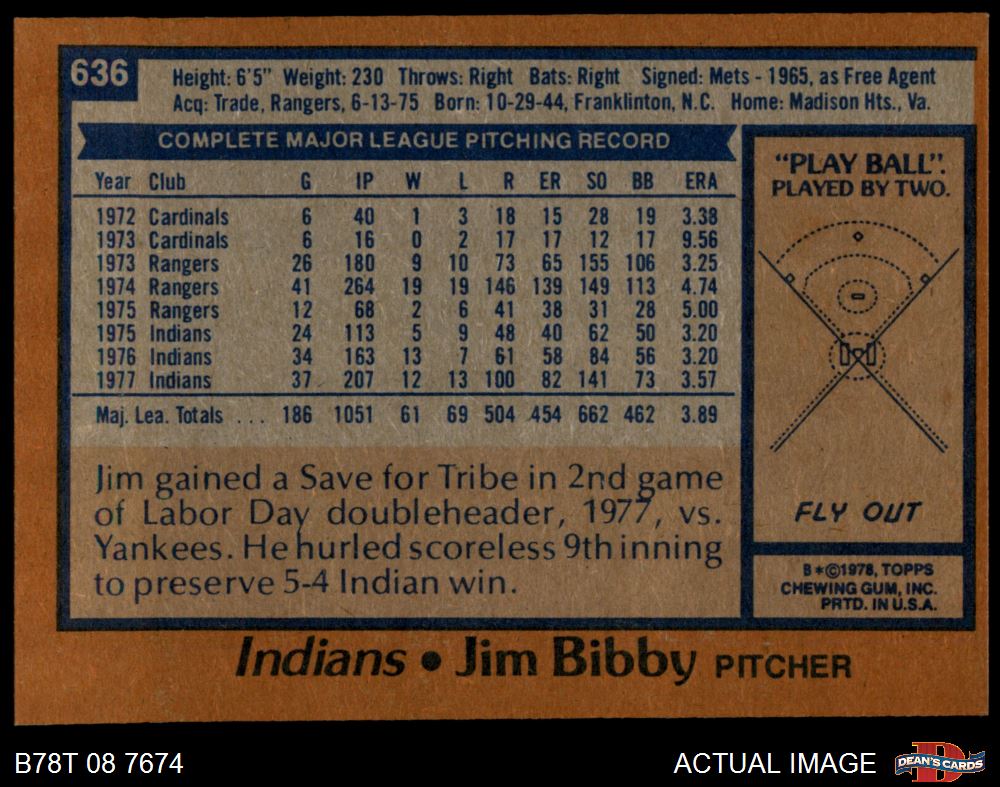 636
Height: 6'5" Weight: 230 Throws: Right Bats: Right Signed: Mets - 1965, as Free Agent
Acq: Trade, Rangers, 6-13-75 Born: 10-29-44, Franklinton, N.C. Home: Madison Hts., Va.
COMPLETE MAJOR LEAGUE PITCHING RECORD
Year Club G IP W L R ER SO BB ERA
1972 Cardinals 6 40 1 3 18 15 28 19 3.38
1973 Cardinals 6 16 0 2 17 17 12 17 9.56
1973 Rangers 26 180 9 10 73 65 155 106 3.25
1974 Rangers 41 264 19 19 146 139 149 113 4.74
1975 Rangers 12 68 2 6 41 38 31 28 5.00
1975 Indians 24 113 5 9 48 40 62 50 3.20
1976 Indians 34 163 13 7 61 58 84 56 3.20
1977 Indians 37 207 12 13 100 82 141 73 3.57
Maj. Lea. Totals ... 186 1051 61 69 504 454 662 462 3.89
Jim gained a Save for Tribe in 2nd game
of Labor Day doubleheader, 1977, vs.
Yankees. He hurled scoreless 9th inning
to preserve 5-4 Indian win.
"PLAY BALL".
PLAYED BY TWO.
FLY OUT
B*©1978, TOPPS
CHEWING GUM, INC.
PRTD. IN U.S.A.
Indians • Jim Bibby PITCHER
B78T 08 7674
ACTUAL IMAGE
DEAN'S CARDS